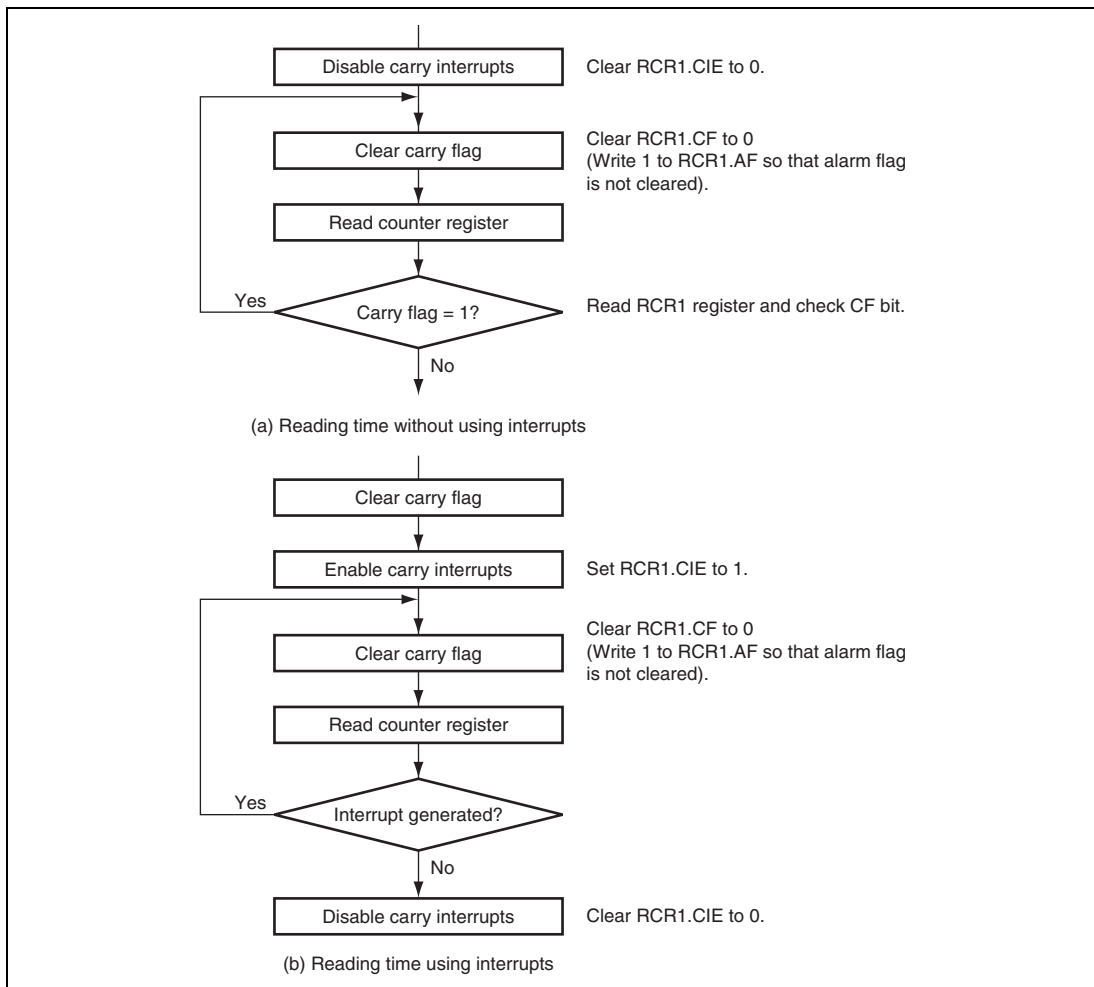 Disable carry interrupts
Clear RCR1.CIE to 0.
Clear carry flag
Clear RCR1.CF to 0
(Write 1 to RCR1.AF so that alarm flag
is not cleared).
Read counter register
Yes
Carry flag = 1?
Read RCR1 register and check CF bit.
No
(a) Reading time without using interrupts
Clear carry flag
Enable carry interrupts
Set RCR1.CIE to 1.
Clear carry flag
Clear RCR1.CF to 0
(Write 1 to RCR1.AF so that alarm flag
is not cleared).
Read counter register
Yes
Interrupt generated?
No
Disable carry interrupts
Clear RCR1.CIE to 0.
(b) Reading time using interrupts